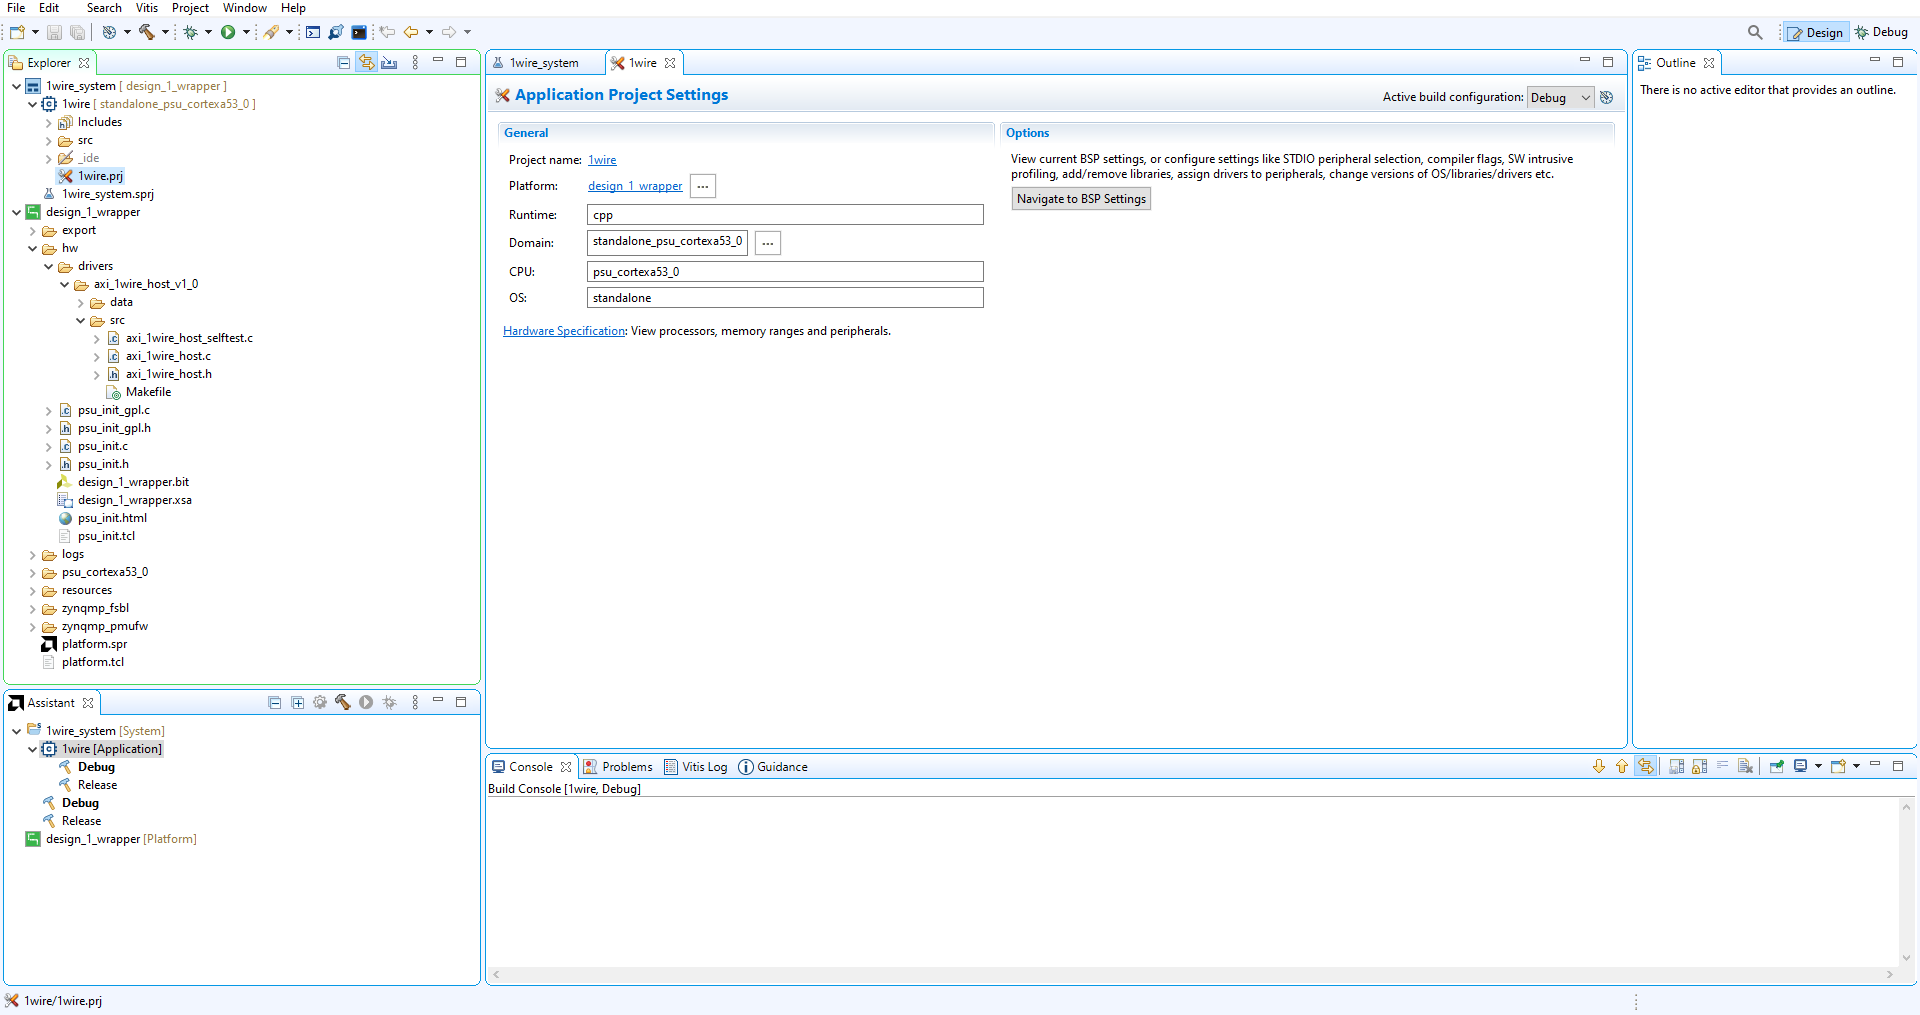 File Edit Search Vitis Project Window Help
Design Debug
Explorer
1wire_system [ design_1_wrapper ]
1wire [ standalone_psu_cortexa53_0 ]
Includes
src
_ide
1wire.prj
1wire_system.sprj
design_1_wrapper
export
hw
drivers
axi_1wire_host_v1_0
data
src
axi_1wire_host_selftest.c
axi_1wire_host.c
axi_1wire_host.h
Makefile
psu_init_gpl.c
psu_init_gpl.h
psu_init.c
psu_init.h
design_1_wrapper.bit
design_1_wrapper.xsa
psu_init.html
psu_init.tcl
logs
psu_cortexa53_0
resources
zynqmp_fsbl
zynqmp_pmufw
platform.spr
platform.tcl
Assistant
1wire_system [System]
1wire [Application]
Debug
Release
Debug
Release
design_1_wrapper [Platform]
1wire_system 1wire
Application Project Settings
Active build configuration: Debug
General
Project name: 1wire
Platform: design_1_wrapper ...
Runtime: cpp
Domain: standalone_psu_cortexa53_0 ...
CPU: psu_cortexa53_0
OS: standalone
Hardware Specification: View processors, memory ranges and peripherals.
Options
View current BSP settings, or configure settings like STDIO peripheral selection, compiler flags, SW intrusive
profiling, add/remove libraries, assign drivers to peripherals, change versions of OS/libraries/drivers etc.
Navigate to BSP Settings
Outline
There is no active editor that provides an outline.
Console Problems Vitis Log Guidance
Build Console [1wire, Debug]
1wire/1wire.prj